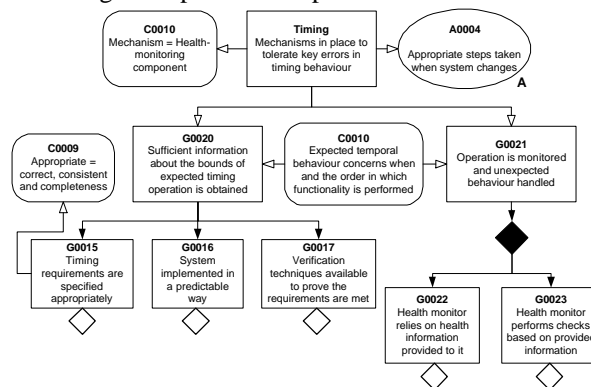 C0010
Mechanism = Health-
monitoring
component
Timing
Mechanisms in place to
tolerate key errors in
timing behaviour
A0004
Appropriate steps taken
when system changes
A
C0009
Appropriate =
correct, consistent
and completeness
G0020
Sufficient information
about the bounds of
expected timing
operation is obtained
C0010
Expected temporal
behaviour concerns when
and the order in which
functionality is performed
G0021
Operation is monitored
and unexpected
behaviour handled
G0015
Timing
requirements are
specified
appropriately
G0016
System
implemented in
a predictable
way
G0017
Verification
techniques available
to prove the
requirements are met
G0022
Health monitor
relies on health
information
provided to it
G0023
Health monitor
performs checks
based on provided
information